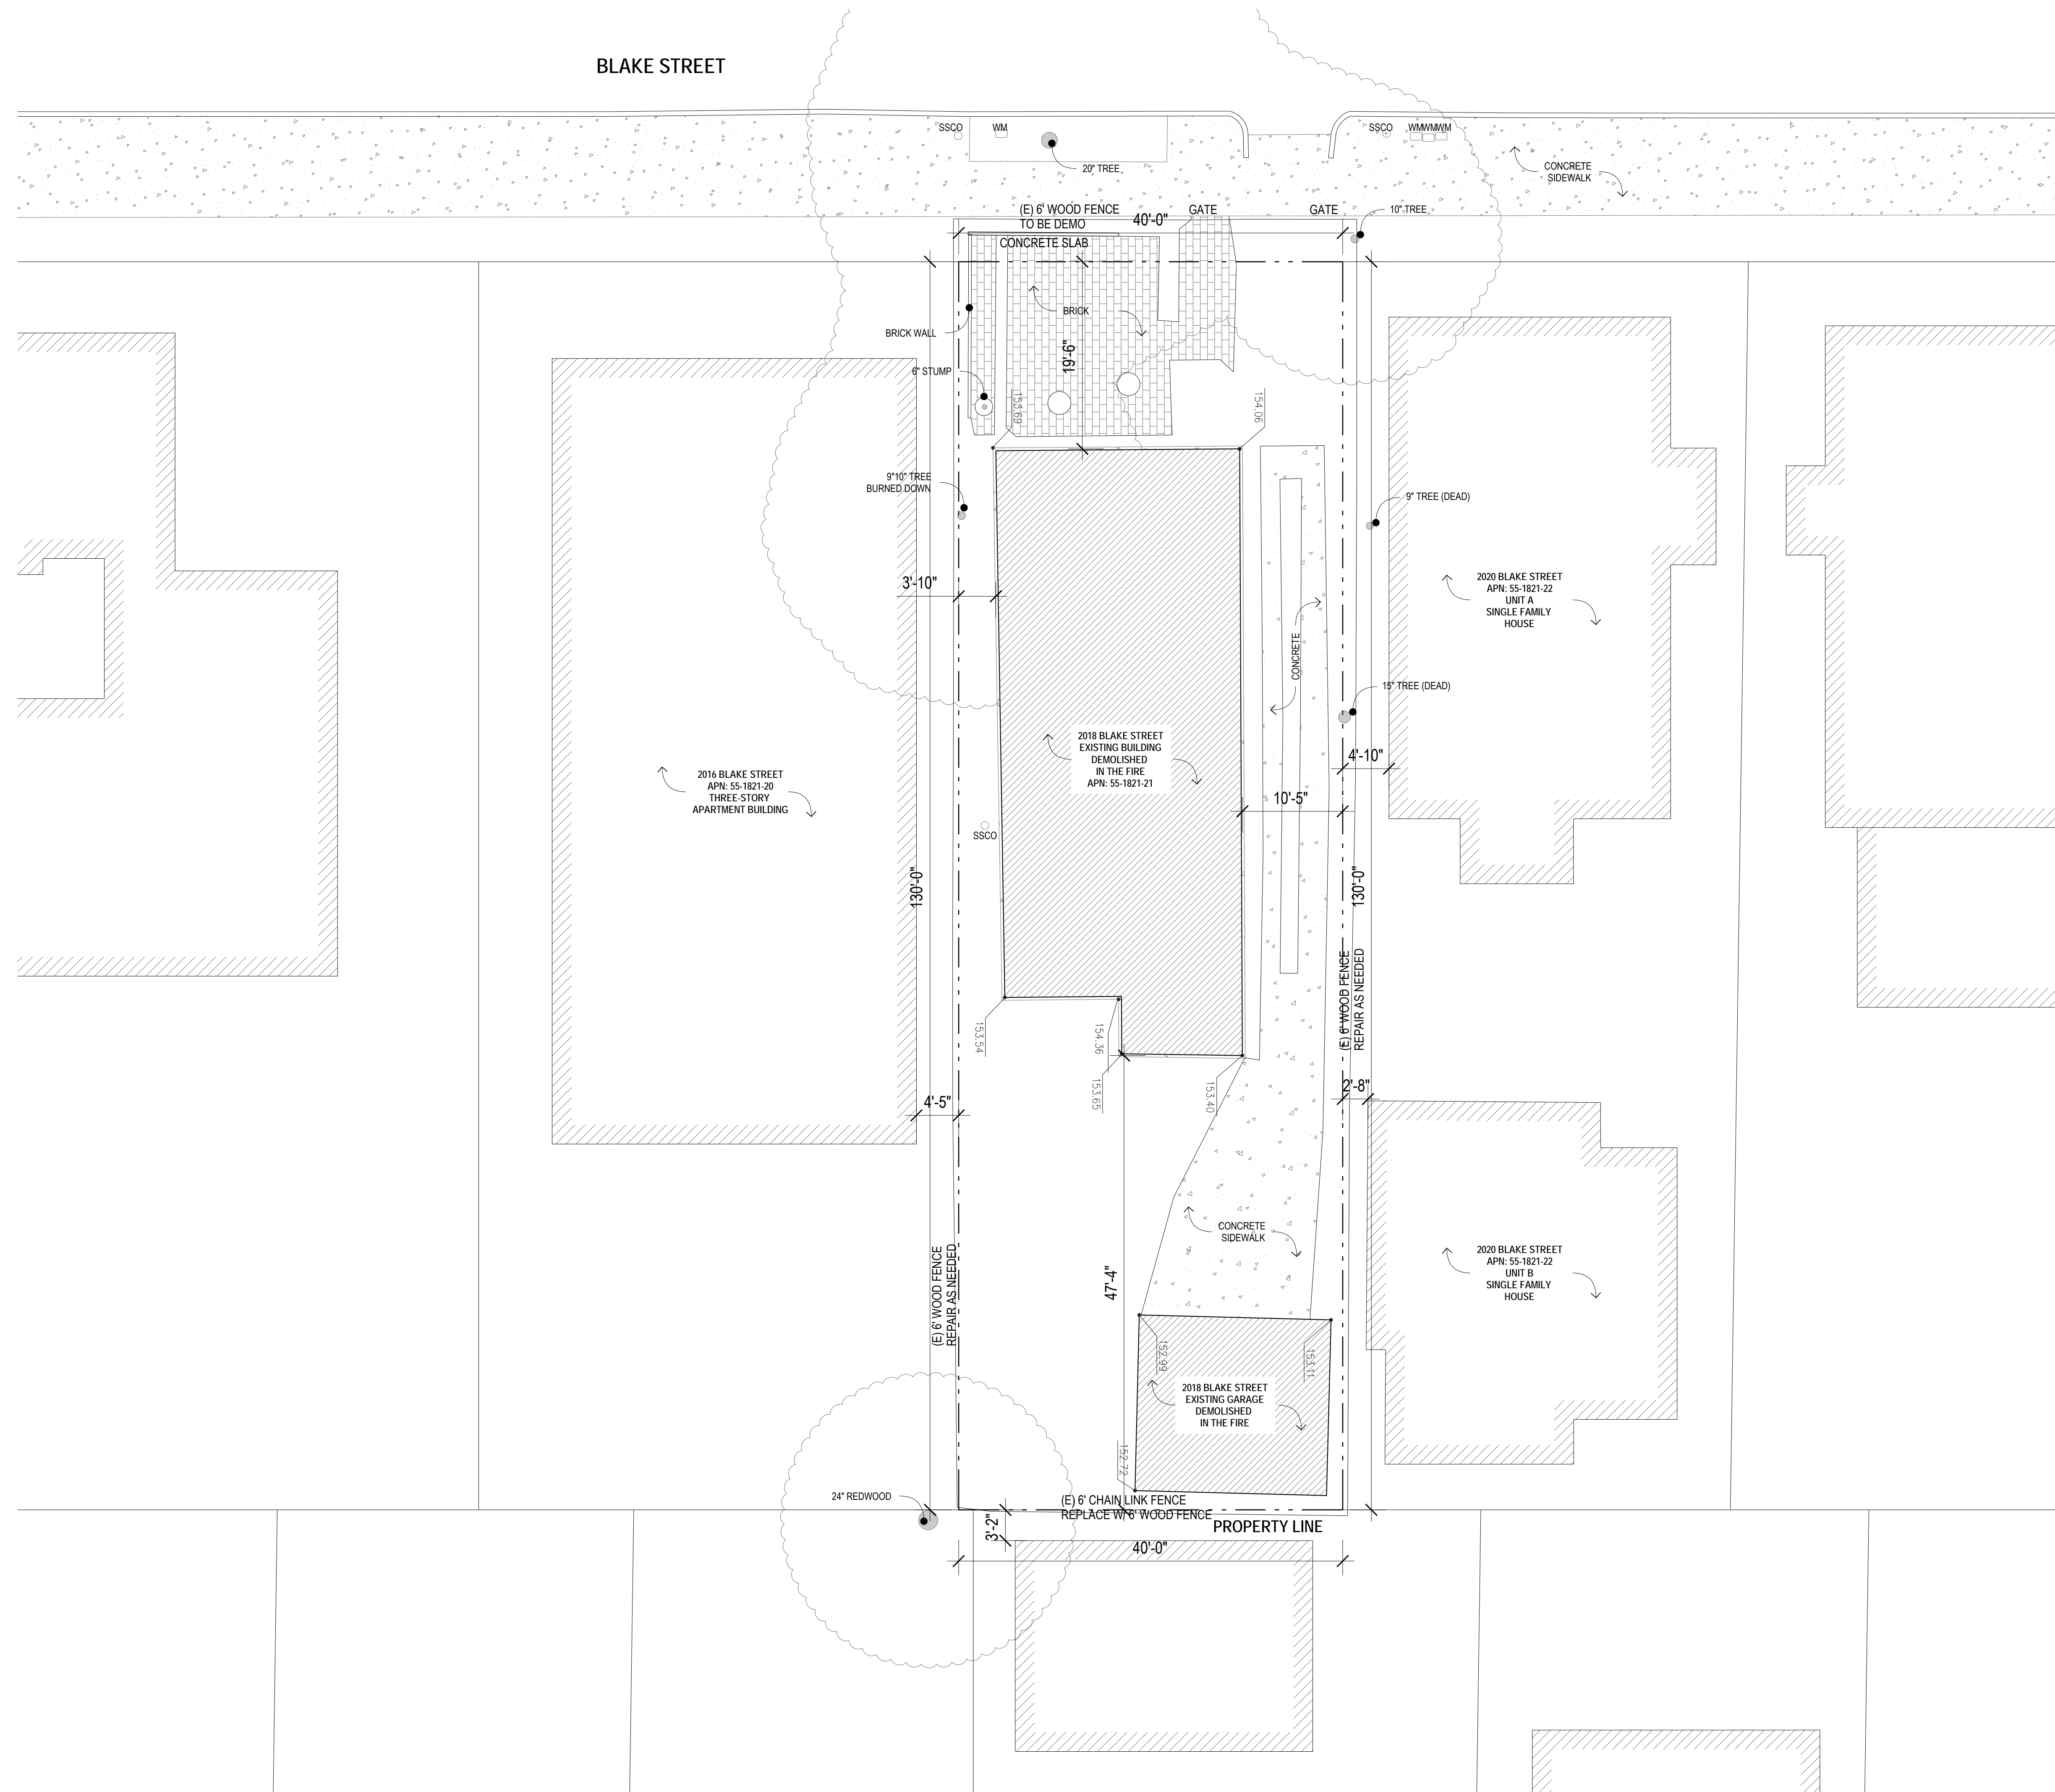 BLAKE STREET
SSCO
WM
SSCO
WM
WM
WM
20" TREE
CONCRETE
SIDEWALK
(E) 6' WOOD FENCE
TO BE DEMO
40'-0"
GATE
GATE
10" TREE
CONCRETE SLAB
BRICK
BRICK WALL
19'-6"
6" STUMP
153.69
154.06
9"10" TREE
BURNED DOWN
9" TREE (DEAD)
3'-10"
2020 BLAKE STREET
APN: 55-1821-22
UNIT A
SINGLE FAMILY
HOUSE
CONCRETE
15" TREE (DEAD)
2018 BLAKE STREET
EXISTING BUILDING
DEMOLISHED
IN THE FIRE
APN: 55-1821-21
4'-10"
2016 BLAKE STREET
APN: 55-1821-20
THREE-STORY
APARTMENT BUILDING
10'-5"
SSCO
130'-0"
130'-0"
(E) 6' WOOD FENCE
REPAIR AS NEEDED
153.54
154.36
153.65
153.40
4'-5"
2'-8"
CONCRETE
SIDEWALK
2020 BLAKE STREET
APN: 55-1821-22
UNIT B
SINGLE FAMILY
HOUSE
47'-4"
(E) 6' WOOD FENCE
REPAIR AS NEEDED
152.99
153.11
2018 BLAKE STREET
EXISTING GARAGE
DEMOLISHED
IN THE FIRE
152.72
24" REDWOOD
(E) 6' CHAIN LINK FENCE
REPLACE W/ 6' WOOD FENCE
PROPERTY LINE
3'-2"
40'-0"